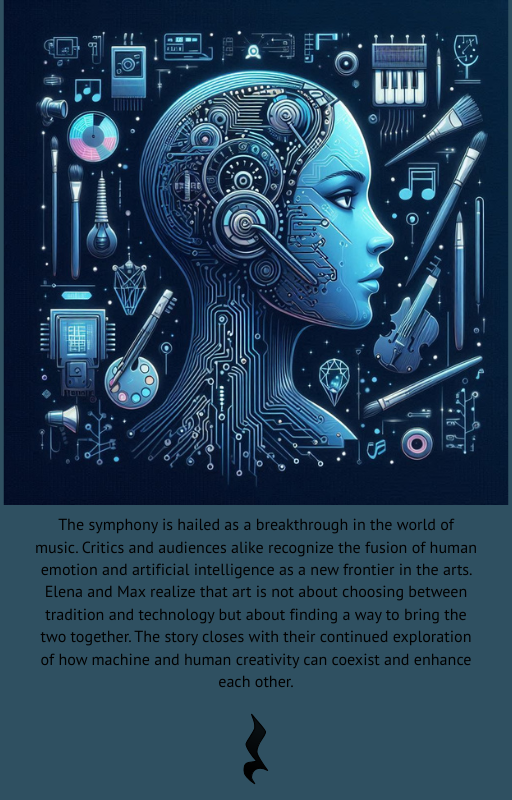 The symphony is hailed as a breakthrough in the world of
music. Critics and audiences alike recognize the fusion of human
emotion and artificial intelligence as a new frontier in the arts.
Elena and Max realize that art is not about choosing between
tradition and technology but about finding a way to bring the
two together. The story closes with their continued exploration
of how machine and human creativity can coexist and enhance
each other.